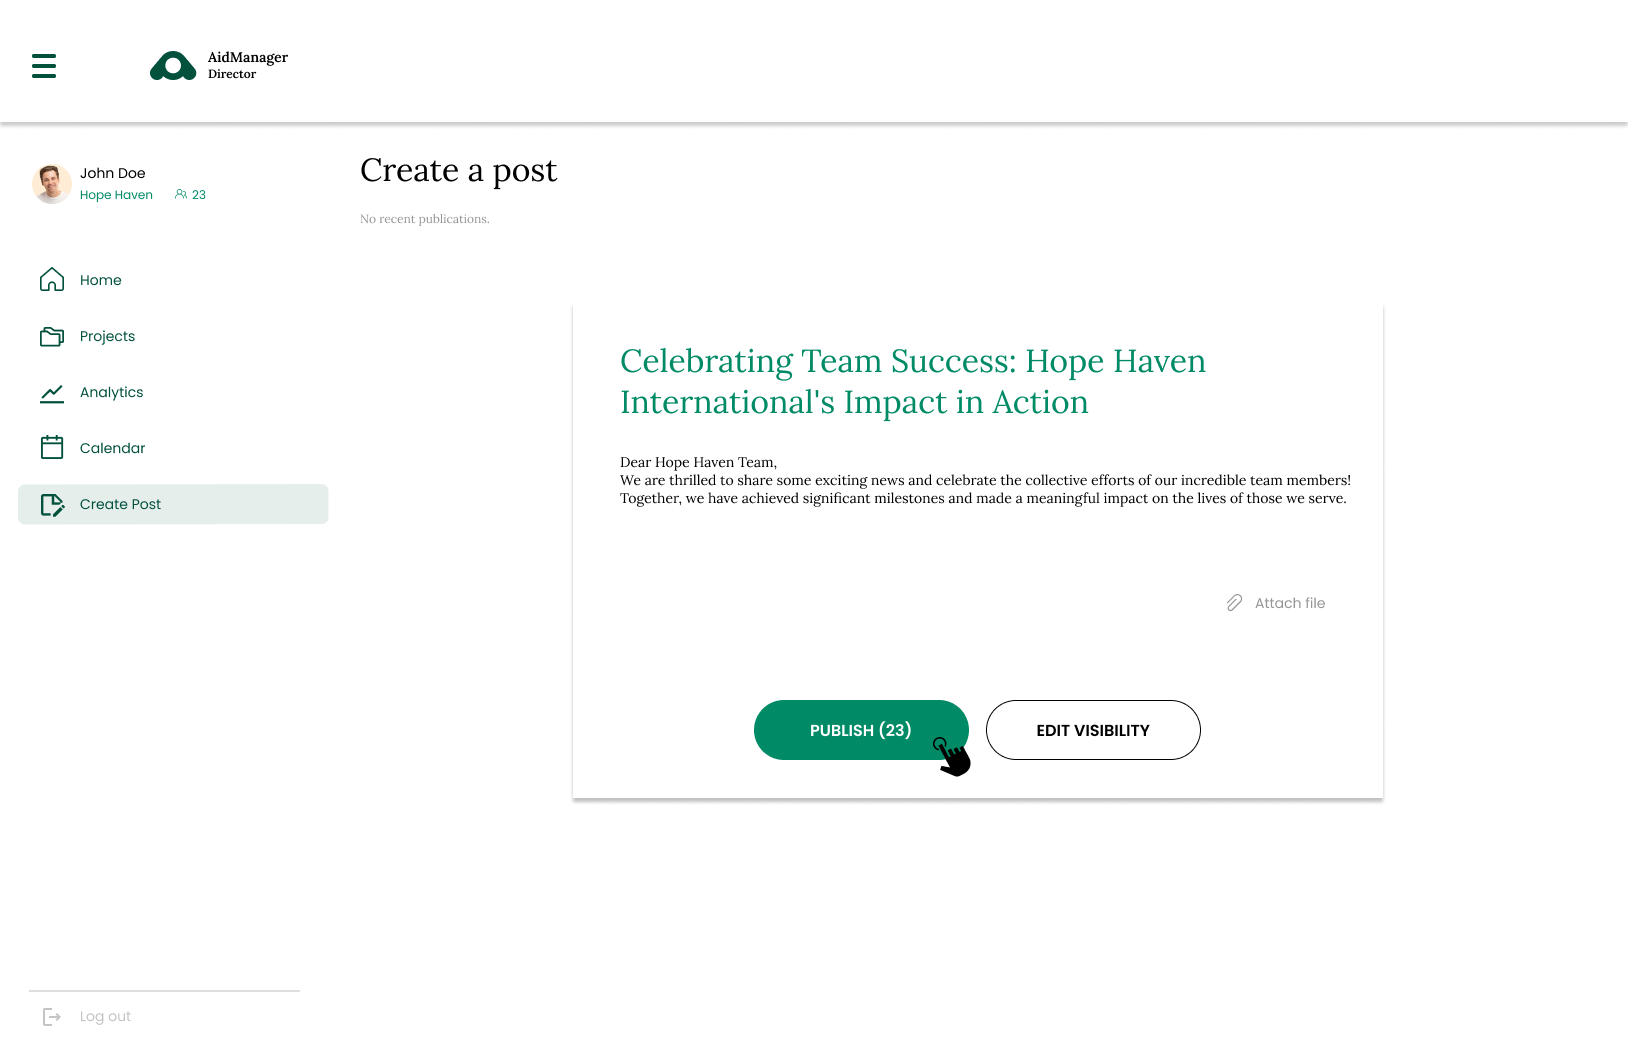 AidManager
Director
John Doe
Hope Haven 23
Home
Projects
Analytics
Calendar
Create Post
Log out
Create a post
No recent publications.
Celebrating Team Success: Hope Haven
International's Impact in Action
Dear Hope Haven Team,
We are thrilled to share some exciting news and celebrate the collective efforts of our incredible team members!
Together, we have achieved significant milestones and made a meaningful impact on the lives of those we serve.
Attach file
PUBLISH (23)
EDIT VISIBILITY